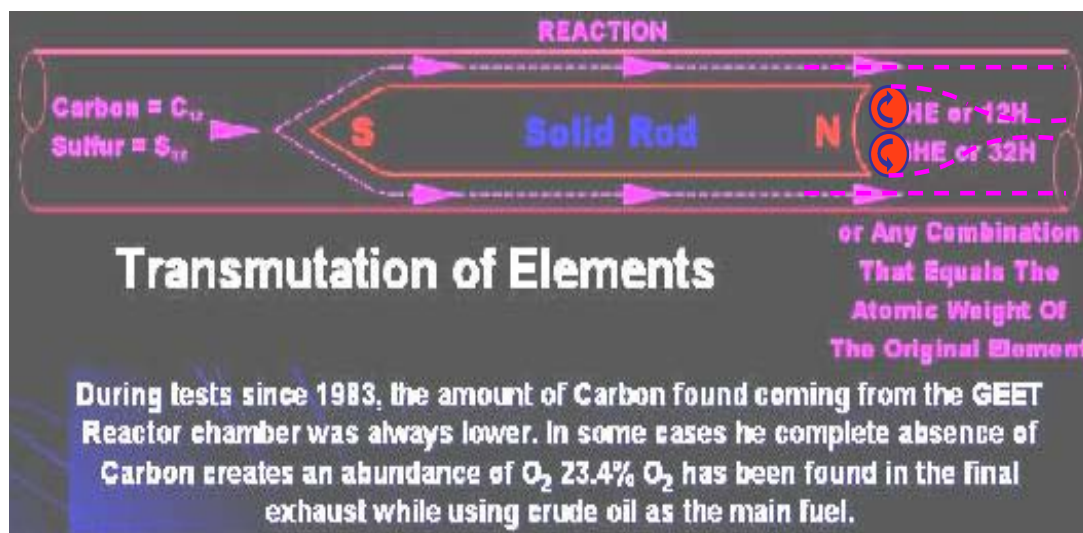 REACTION
Carbon = C₁₂
Sulfur = S₃₂
S
Solid Rod
N
HE or 12H
HE or 32H
or Any Combination
That Equals The
Atomic Weight Of
The Original Element
Transmutation of Elements
During tests since 1983, the amount of Carbon found coming from the GEET
Reactor chamber was always lower. In some cases he complete absence of
Carbon creates an abundance of O₂ 23.4% O₂ has been found in the final
exhaust while using crude oil as the main fuel.